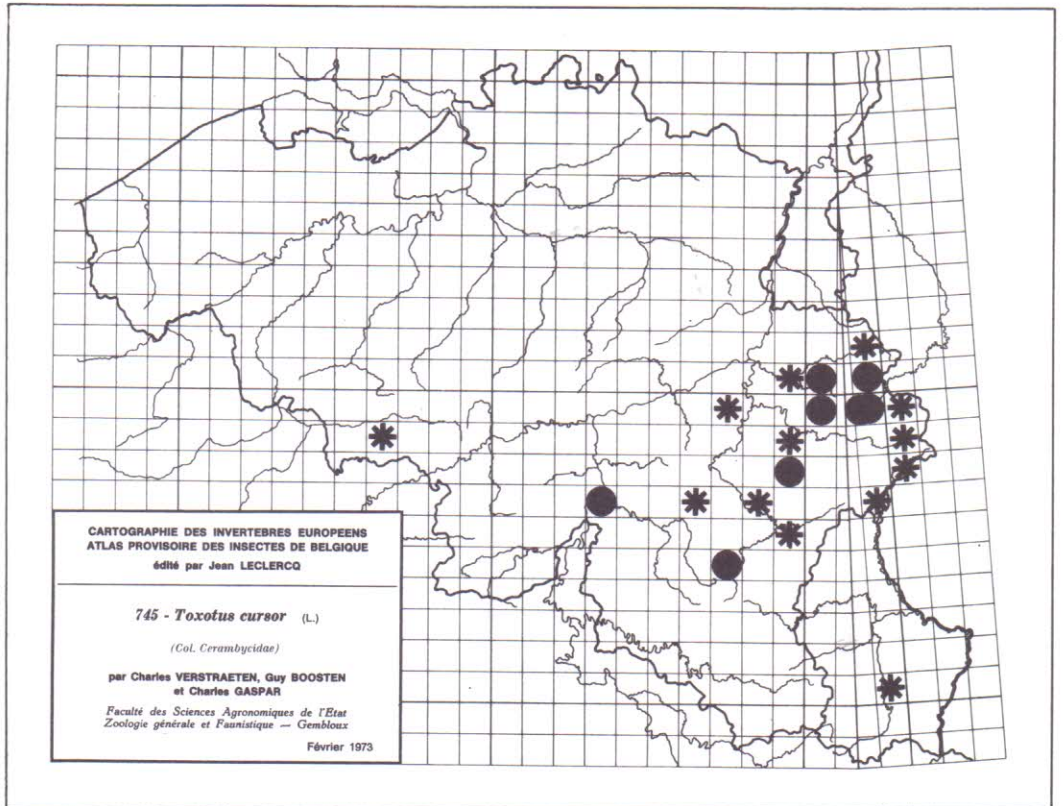 CARTOGRAPHIE DES INVERTEBRES EUROPEENS
ATLAS PROVISOIRE DES INSECTES DE BELGIQUE
édité par Jean LECLERCQ
745 - Toxotus cursor (L.)
(Col. Cerambycidae)
par Charles VERSTRAETEN, Guy BOOSTEN
et Charles GASPAR
Faculté des Sciences Agronomiques de l'Etat
Zoologie générale et Faunistique — Gembloux
Février 1973